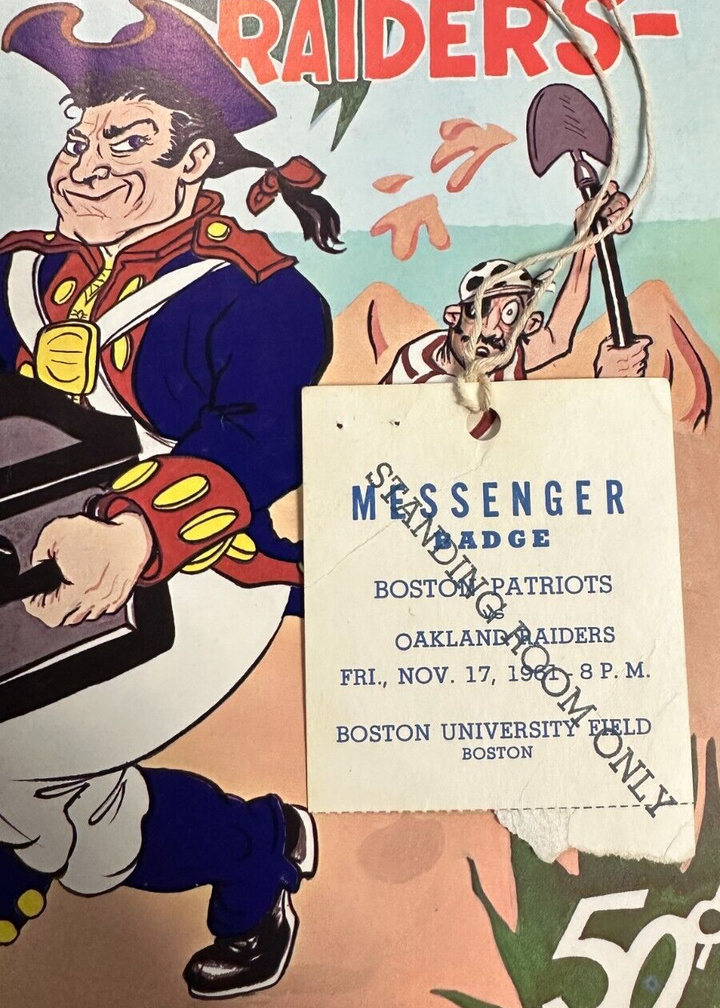 RAIDERS-
MESSENGER
BADGE
BOSTON PATRIOTS
VS
OAKLAND RAIDERS
FRI., NOV. 17, 1961 - 8 P. M.
BOSTON UNIVERSITY FIELD
BOSTON
STANDING ROOM ONLY
50¢